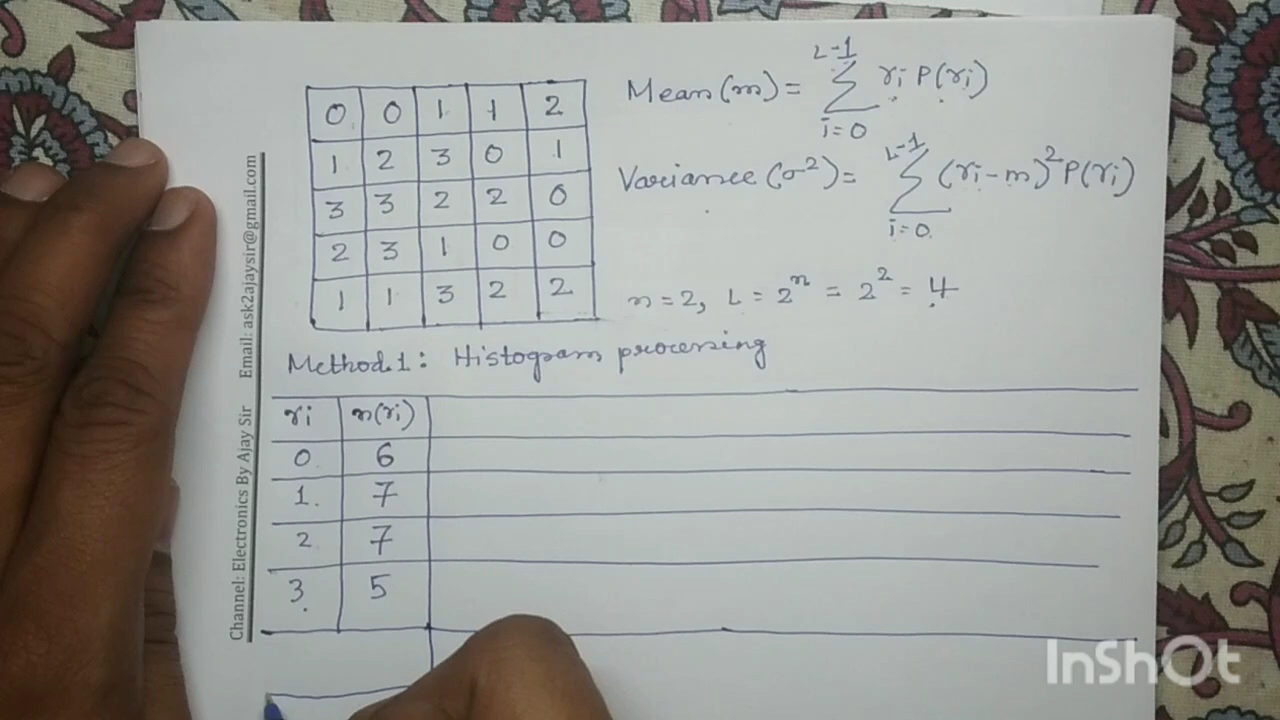 0 0 1 1 2
1 2 3 0 1
3 3 2 2 0
2 3 1 0 0
1 1 3 2 2
Mean (m) = Σ_{i=0}^{L-1} ri P(ri)
Variance (σ²) = Σ_{i=0}^{L-1} (ri - m)² P(ri)
n = 2, L = 2ⁿ = 2² = 4
Method.1: Histogram processing
ri n(ri)
0 6
1 7
2 7
3 5
Channel: Electronics By Ajay Sir Email: ask2ajaysir@gmail.com
InShOt